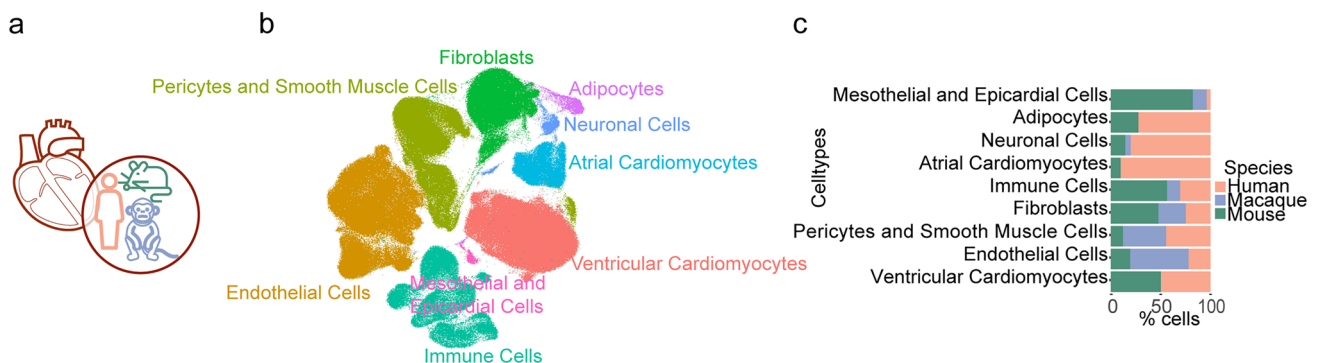 a
b
c
Fibroblasts
Pericytes and Smooth Muscle Cells
Adipocytes
Neuronal Cells
Atrial Cardiomyocytes
Ventricular Cardiomyocytes
Endothelial Cells
Mesothelial and
Epicardial Cells
Immune Cells
Celltypes
Mesothelial and Epicardial Cells
Adipocytes
Neuronal Cells
Atrial Cardiomyocytes
Immune Cells
Fibroblasts
Pericytes and Smooth Muscle Cells
Endothelial Cells
Ventricular Cardiomyocytes
0 50 100
% cells
Species
Human
Macaque
Mouse